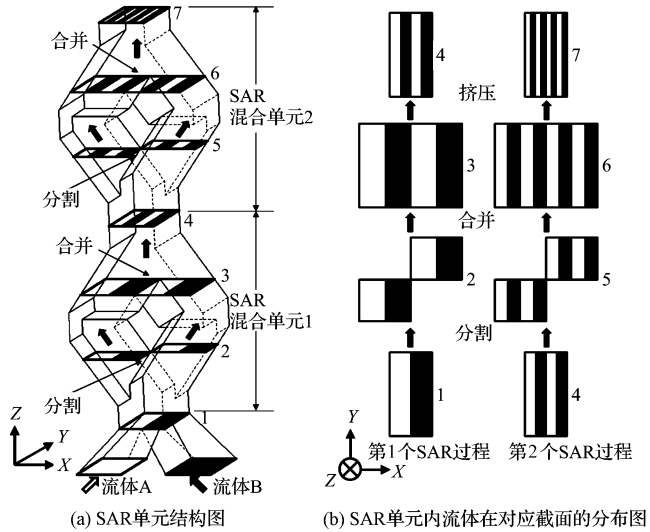 7
合并
6
SAR
混合单元2
5
分割
4
合并
3
SAR
混合单元1
2
分割
1
Z
Y
X
流体A
流体B
(a) SAR单元结构图
4
7
挤压
3
6
合并
2
5
分割
1
4
Y
第1个SAR过程
第2个SAR过程
Z
X
(b) SAR单元内流体在对应截面的分布图